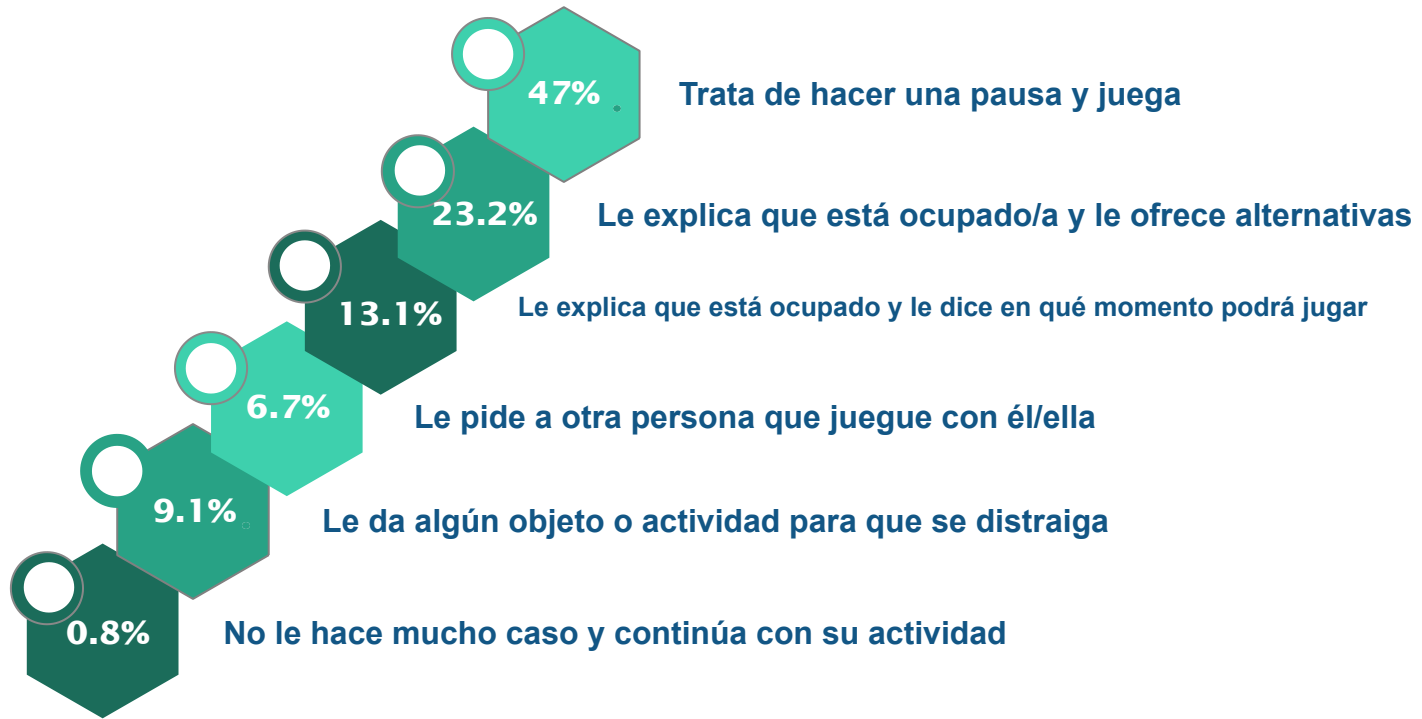 47% Trata de hacer una pausa y juega
23.2% Le explica que está ocupado/a y le ofrece alternativas
13.1% Le explica que está ocupado y le dice en qué momento podrá jugar
6.7% Le pide a otra persona que juegue con él/ella
9.1% Le da algún objeto o actividad para que se distraiga
0.8% No le hace mucho caso y continúa con su actividad